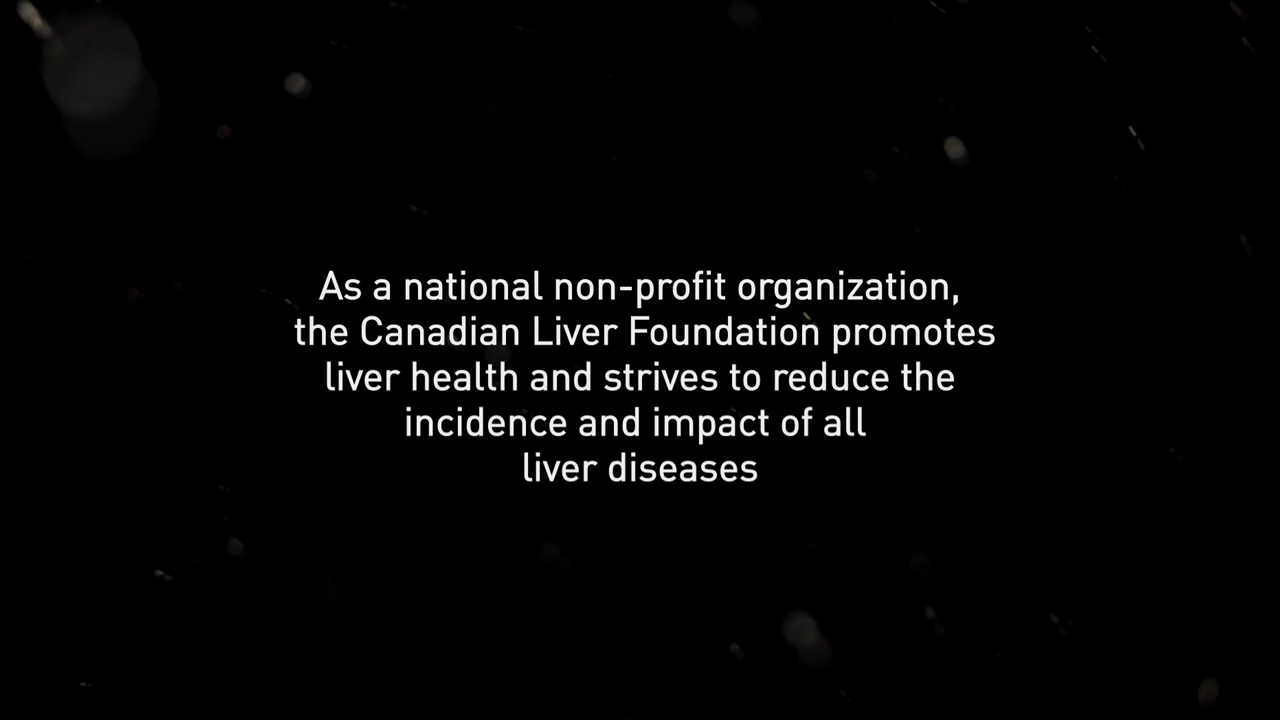 As a national non-profit organization,
the Canadian Liver Foundation promotes
liver health and strives to reduce the
incidence and impact of all
liver diseases